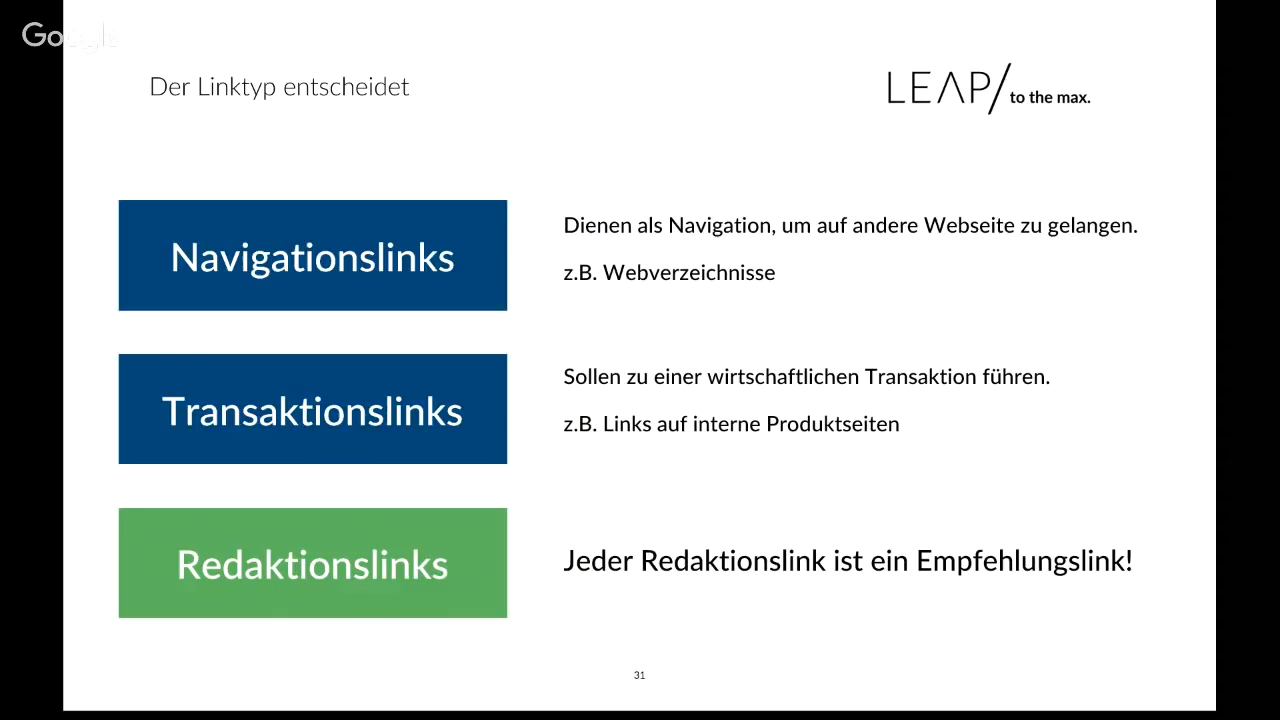 Google
Der Linktyp entscheidet
LEAP/ to the max.
Navigationslinks
Dienen als Navigation, um auf andere Webseite zu gelangen.
z.B. Webverzeichnisse
Transaktionslinks
Sollen zu einer wirtschaftlichen Transaktion führen.
z.B. Links auf interne Produktseiten
Redaktionslinks
Jeder Redaktionslink ist ein Empfehlungslink!
31